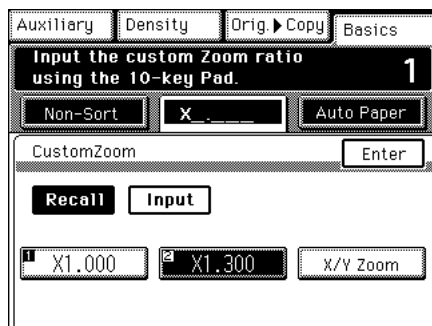 Auxiliary Density Orig.▶Copy Basics
Input the custom Zoom ratio
using the 10-key Pad. 1
Non-Sort X_.___ Auto Paper
CustomZoom Enter
Recall Input
1 X1.000 2 X1.300 X/Y Zoom